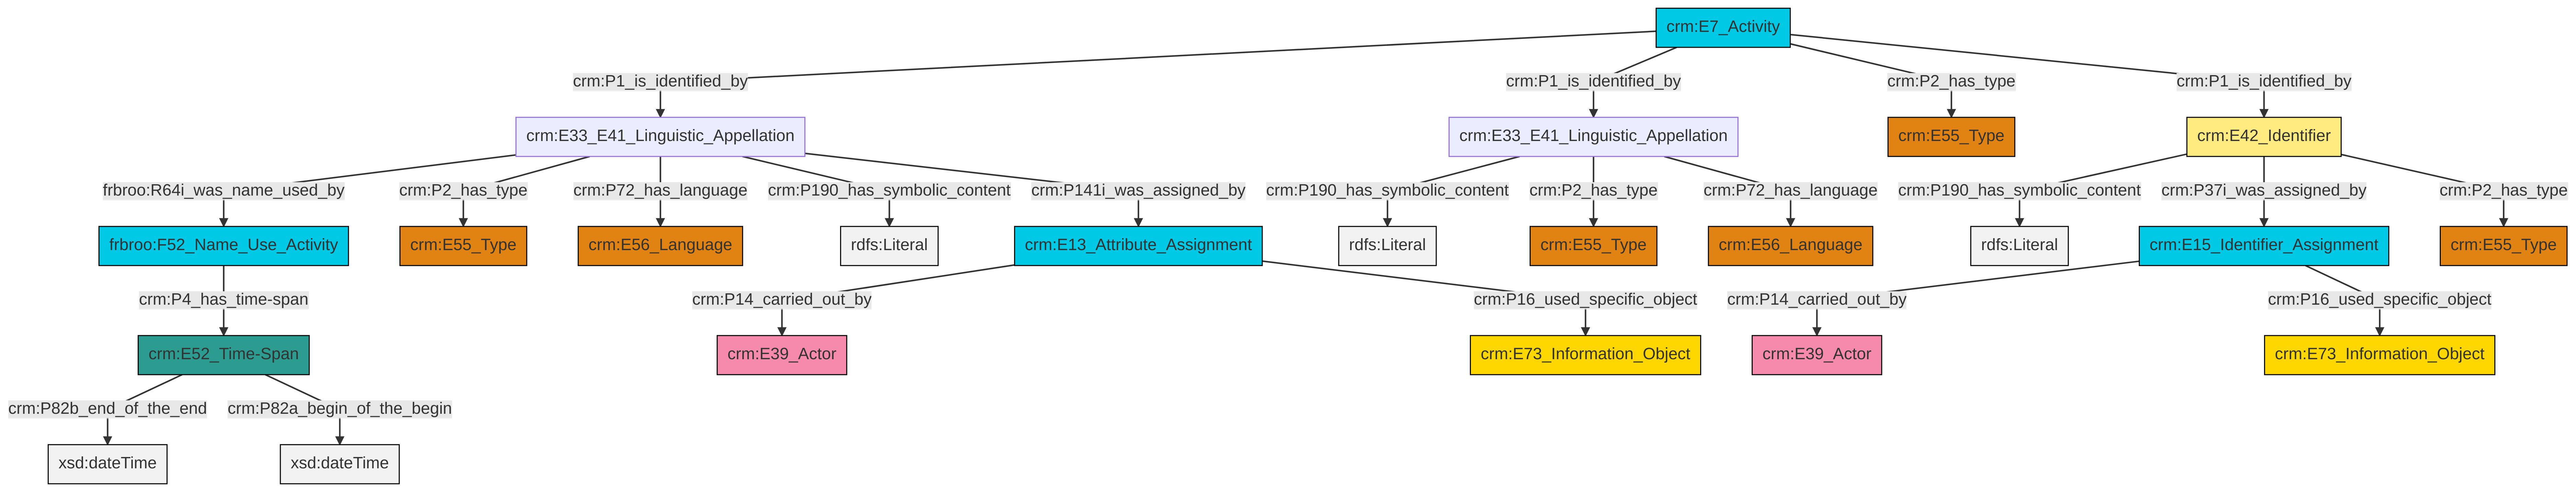 crm:E7_Activity
crm:P1_is_identified_by
crm:P1_is_identified_by
crm:P2_has_type
crm:P1_is_identified_by
crm:E33_E41_Linguistic_Appellation
crm:E33_E41_Linguistic_Appellation
crm:E55_Type
crm:E42_Identifier
frbroo:R64i_was_name_used_by
crm:P2_has_type
crm:P72_has_language
crm:P190_has_symbolic_content
crm:P141i_was_assigned_by
crm:P190_has_symbolic_content
crm:P2_has_type
crm:P72_has_language
crm:P190_has_symbolic_content
crm:P37i_was_assigned_by
crm:P2_has_type
frbroo:F52_Name_Use_Activity
crm:E55_Type
crm:E56_Language
rdfs:Literal
crm:E13_Attribute_Assignment
rdfs:Literal
crm:E55_Type
crm:E56_Language
rdfs:Literal
crm:E15_Identifier_Assignment
crm:E55_Type
crm:P4_has_time-span
crm:P14_carried_out_by
crm:P16_used_specific_object
crm:P14_carried_out_by
crm:P16_used_specific_object
crm:E52_Time-Span
crm:E39_Actor
crm:E73_Information_Object
crm:E39_Actor
crm:E73_Information_Object
crm:P82b_end_of_the_end
crm:P82a_begin_of_the_begin
xsd:dateTime
xsd:dateTime